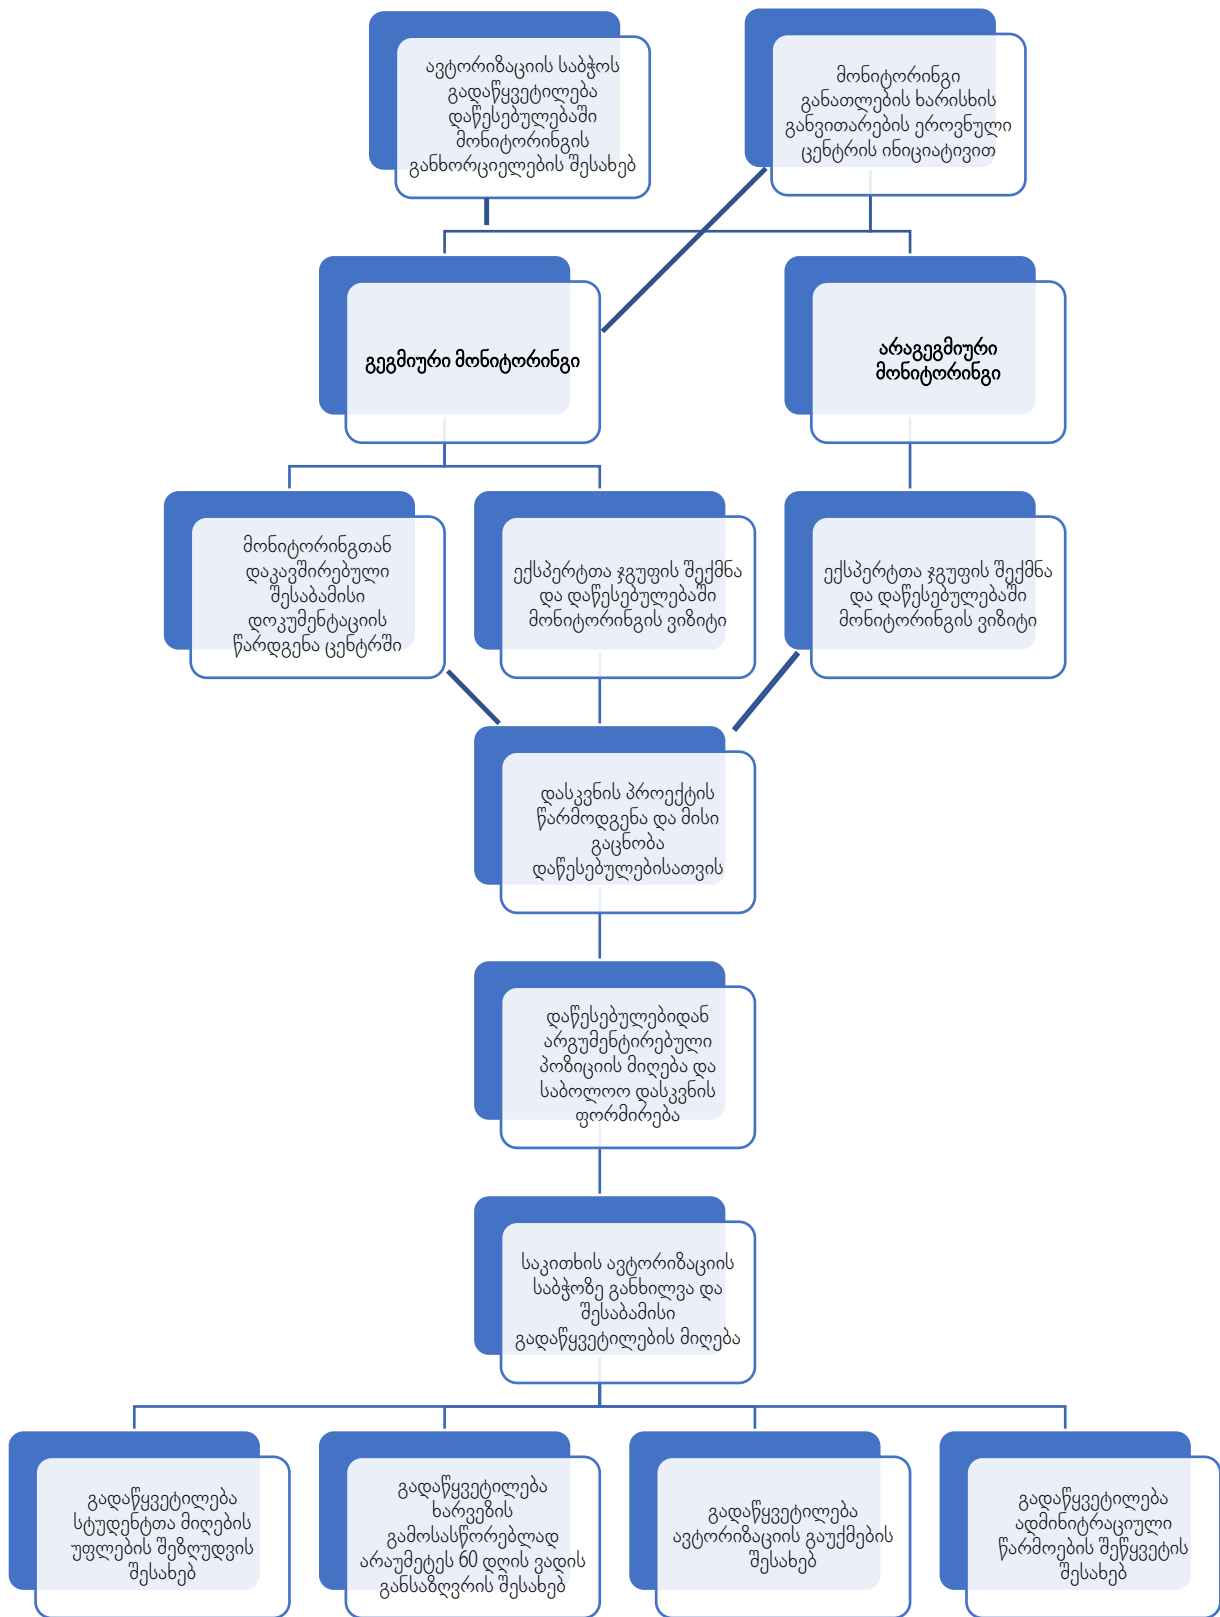 ავტორიზაციის საბჭოს
გადაწყვეტილება
დაწესებულებაში
მონიტორინგის
განხორციელების შესახებ
მონიტორინგი
განათლების ხარისხის
განვითარების ეროვნული
ცენტრის ინიციატივით
გეგმიური მონიტორინგი
არაგეგმიური
მონიტორინგი
მონიტორინგთან
დაკავშირებული
შესაბამისი
დოკუმენტაციის
წარდგენა ცენტრში
ექსპერტთა ჯგუფის შექმნა
და დაწესებულებაში
მონიტორინგის ვიზიტი
ექსპერტთა ჯგუფის შექმნა
და დაწესებულებაში
მონიტორინგის ვიზიტი
დასკვნის პროექტის
წარმოდგენა და მისი
გაცნობა
დაწესებულებისათვის
დაწესებულებიდან
არგუმენტირებული
პოზიციის მიღება და
საბოლოო დასკვნის
ფორმირება
საკითხის ავტორიზაციის
საბჭოზე განხილვა და
შესაბამისი
გადაწყვეტილების მიღება
გადაწყვეტილება
სტუდენტთა მიღების
უფლების შეზღუდვის
შესახებ
გადაწყვეტილება
ხარვეზის
გამოსასწორებლად
არაუმეტეს 60 დღის ვადის
განსაზღვრის შესახებ
გადაწყვეტილება
ავტორიზაციის გაუქმების
შესახებ
გადაწყვეტილება
ადმინიტრაციული
წარმოების შეწყვეტის
შესახებ